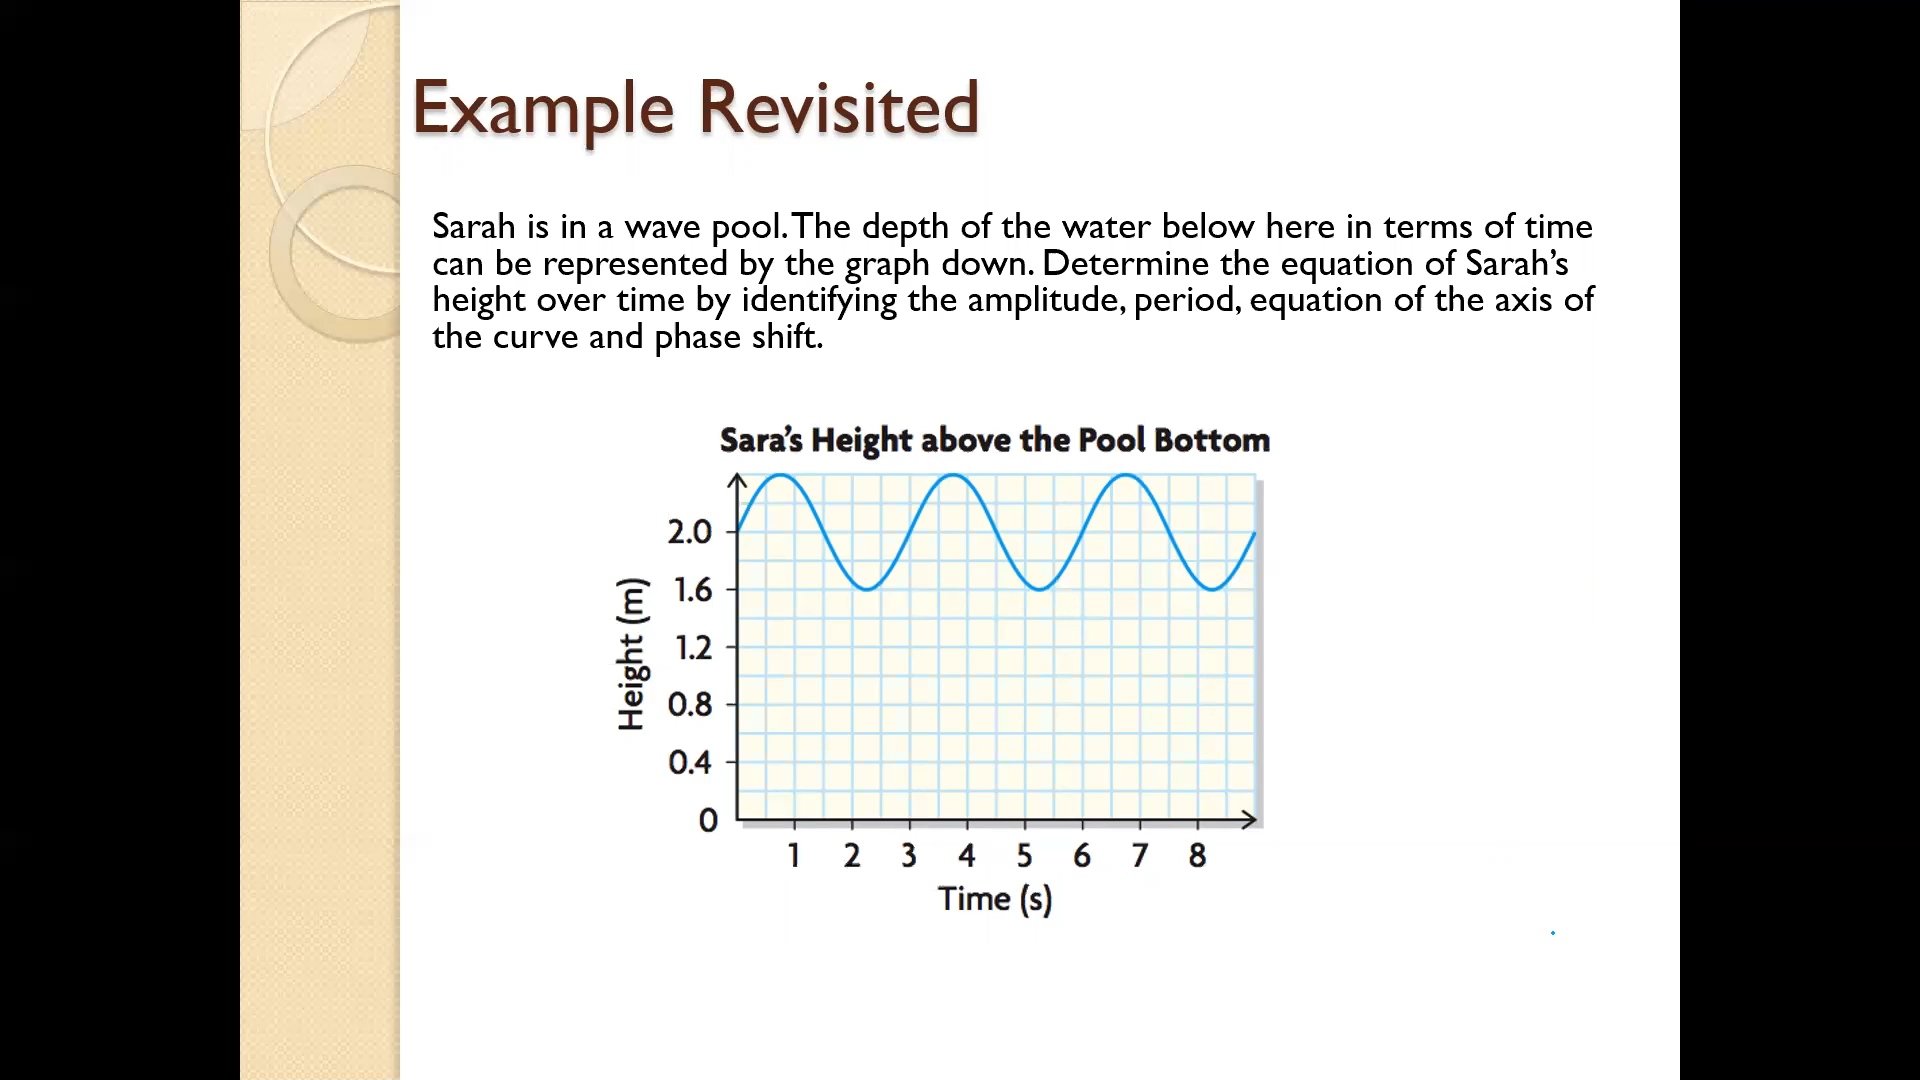 Example Revisited
Sarah is in a wave pool. The depth of the water below here in terms of time
can be represented by the graph down. Determine the equation of Sarah's
height over time by identifying the amplitude, period, equation of the axis of
the curve and phase shift.
Sara's Height above the Pool Bottom
2.0
1.6
1.2
0.8
0.4
0
Height (m)
1 2 3 4 5 6 7 8
Time (s)